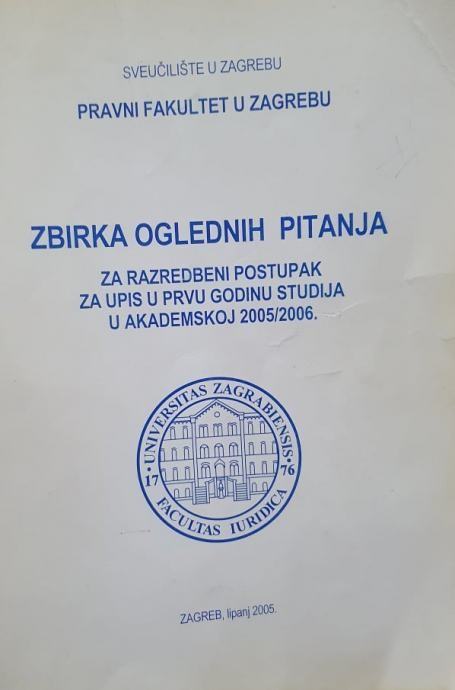 SVEUČILIŠTE U ZAGREBU
PRAVNI FAKULTET U ZAGREBU
ZBIRKA OGLEDNIH PITANJA
ZA RAZREDBENI POSTUPAK
ZA UPIS U PRVU GODINU STUDIJA
U AKADEMSKOJ 2005/2006.
UNIVERSITAS ZAGRABIENSIS
17 76
FACULTAS IURIDICA
ZAGREB, lipanj 2005.